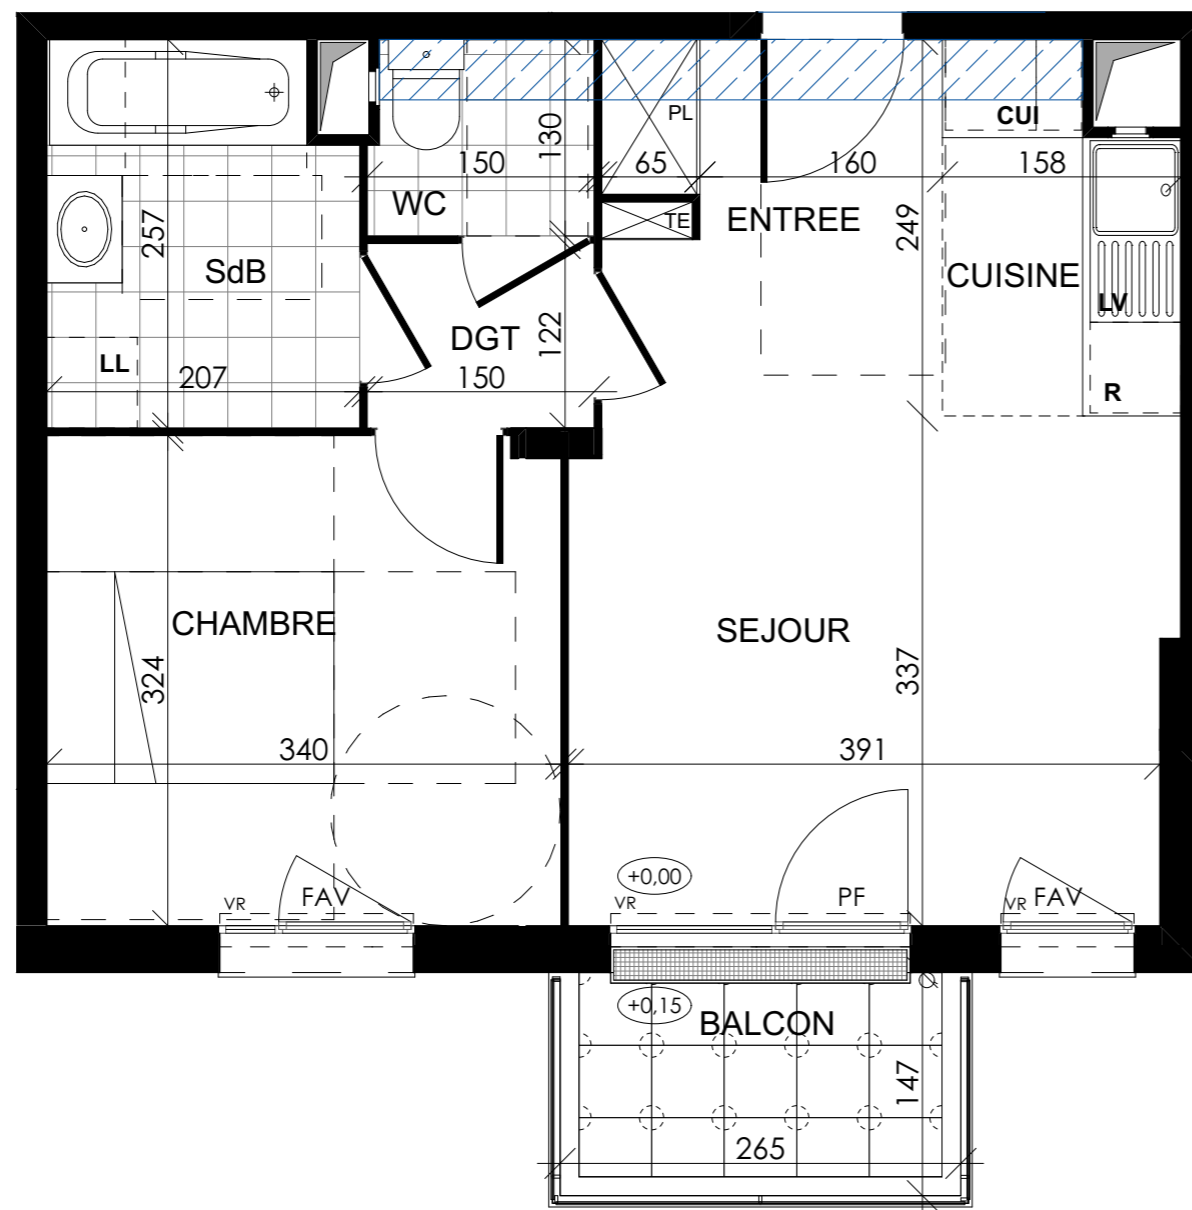 CUI
PL
130
150
65
160
158
WC
TE
ENTREE
249
257
SdB
CUISINE
LV
DGT
122
LL
207
150
R
CHAMBRE
SEJOUR
324
337
340
391
+0,00
VR
FAV
VR
PF
VR
FAV
+0,15
BALCON
147
265